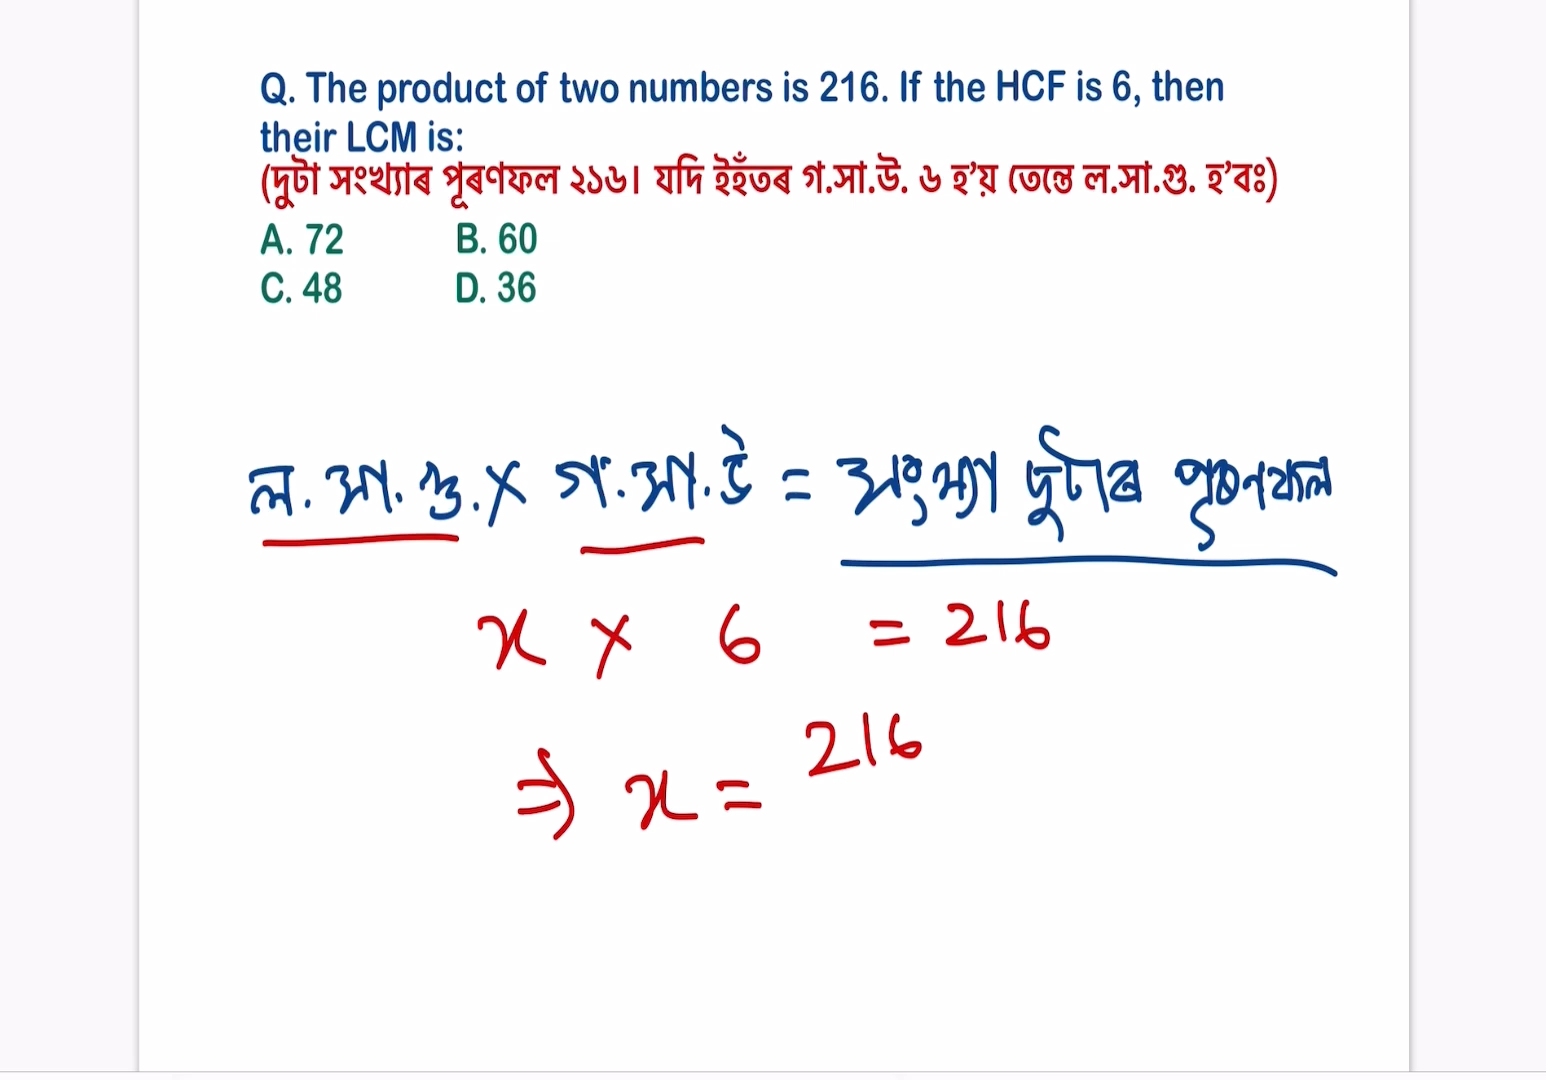 Q. The product of two numbers is 216. If the HCF is 6, then
their LCM is:
(দুটা সংখ্যাৰ পূৰণফল ২১৬। যদি ইহঁতৰ গ.সা.উ. ৬ হ'য় তেন্তে ল.সা.গু. হ'বঃ)
A. 72 B. 60
C. 48 D. 36
ল.সা.গু. × গ.সা.উ = সংখ্যা দুটাৰ পূৰণফল
x × 6 = 216
⇒ x = 216